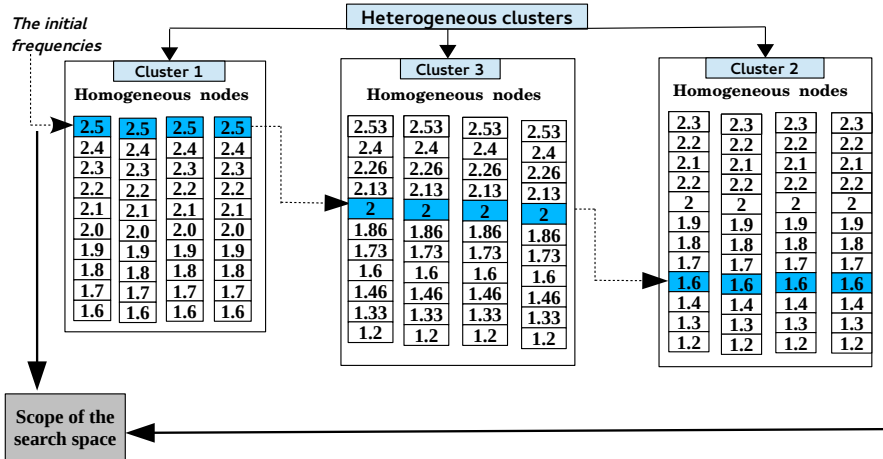 The initial
frequencies
Heterogeneous clusters
Cluster 1
Homogeneous nodes
2.5 2.5 2.5 2.5
2.4 2.4 2.4 2.4
2.3 2.3 2.3 2.3
2.2 2.2 2.2 2.2
2.1 2.1 2.1 2.1
2.0 2.0 2.0 2.0
1.9 1.9 1.9 1.9
1.8 1.8 1.8 1.8
1.7 1.7 1.7 1.7
1.6 1.6 1.6 1.6
Cluster 3
Homogeneous nodes
2.53 2.53 2.53 2.53
2.4 2.4 2.4 2.4
2.26 2.26 2.26 2.26
2.13 2.13 2.13 2.13
2 2 2 2
1.86 1.86 1.86 1.86
1.73 1.73 1.73 1.73
1.6 1.6 1.6 1.6
1.46 1.46 1.46 1.46
1.33 1.33 1.33 1.33
1.2 1.2 1.2 1.2
Cluster 2
Homogeneous nodes
2.3 2.3 2.3 2.3
2.2 2.2 2.2 2.2
2.1 2.1 2.1 2.1
2.2 2.2 2.2 2.2
2 2 2 2
1.9 1.9 1.9 1.9
1.8 1.8 1.8 1.8
1.7 1.7 1.7 1.7
1.6 1.6 1.6 1.6
1.4 1.4 1.4 1.4
1.3 1.3 1.3 1.3
1.2 1.2 1.2 1.2
Scope of the
search space